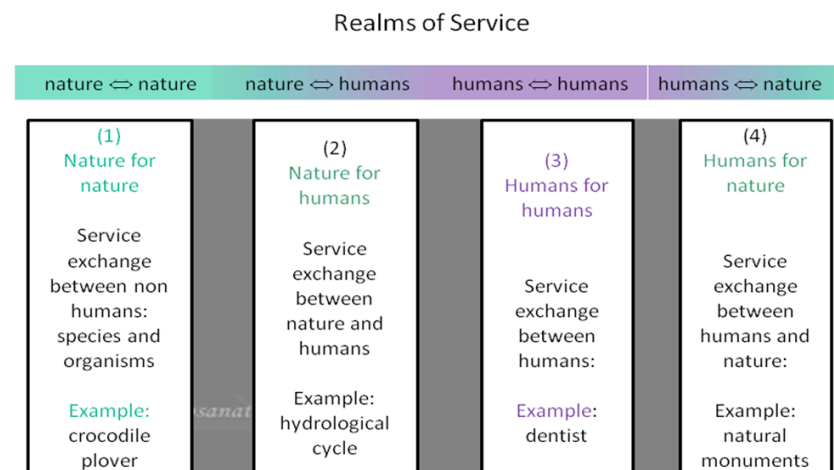 Realms of Service
nature ⇔ nature
nature ⇔ humans
humans ⇔ humans
humans ⇔ nature
(1)
Nature for
nature
Service
exchange
between non
humans:
species and
organisms
Example:
crocodile
plover
(2)
Nature for
humans
Service
exchange
between
nature and
humans
Example:
hydrological
cycle
(3)
Humans for
humans
Service
exchange
between
humans:
Example:
dentist
(4)
Humans for
nature
Service
exchange
between
humans and
nature:
Example:
natural
monuments